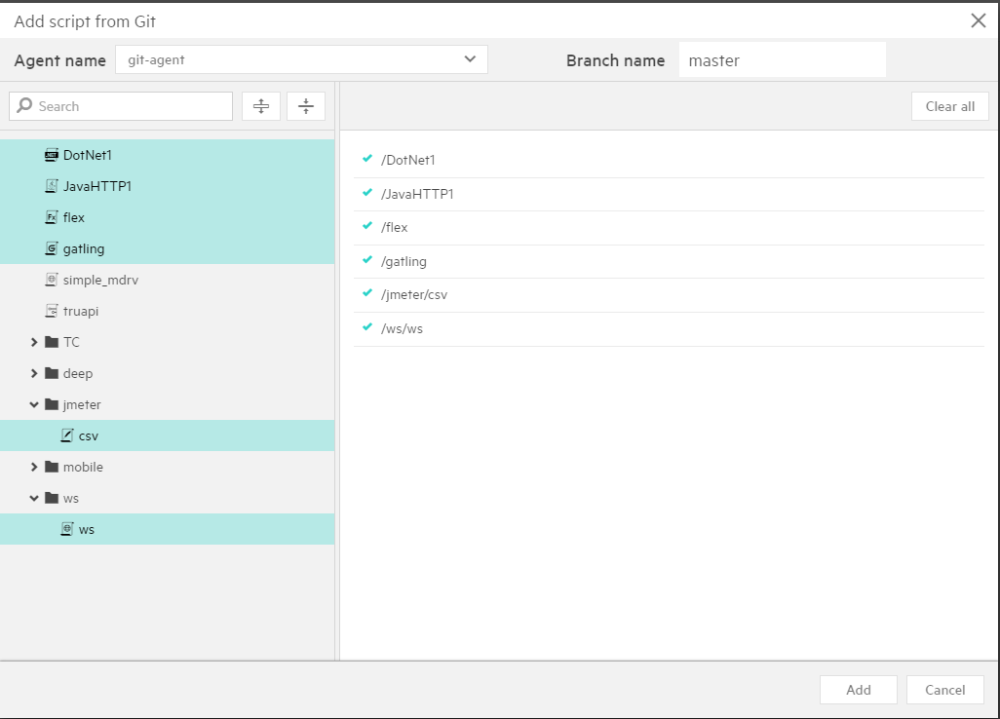 Add script from Git
Agent name git-agent Branch name master
Search Clear all
DotNet1
JavaHTTP1
flex
gatling
simple_mdrv
truapi
TC
deep
jmeter
csv
mobile
ws
ws
/DotNet1
/JavaHTTP1
/flex
/gatling
/jmeter/csv
/ws/ws
Add Cancel